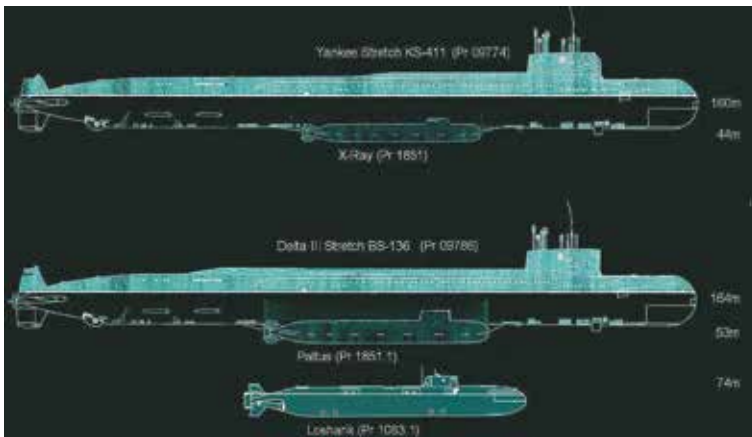 Yankee Stretch KS-411 (Pr 09774)
160m
44m
X-Ray (Pr 1851)
Delta III Stretch BS-136 (Pr 09786)
164m
53m
Paltus (Pr 1851.1)
74m
Losharik (Pr 1083.1)